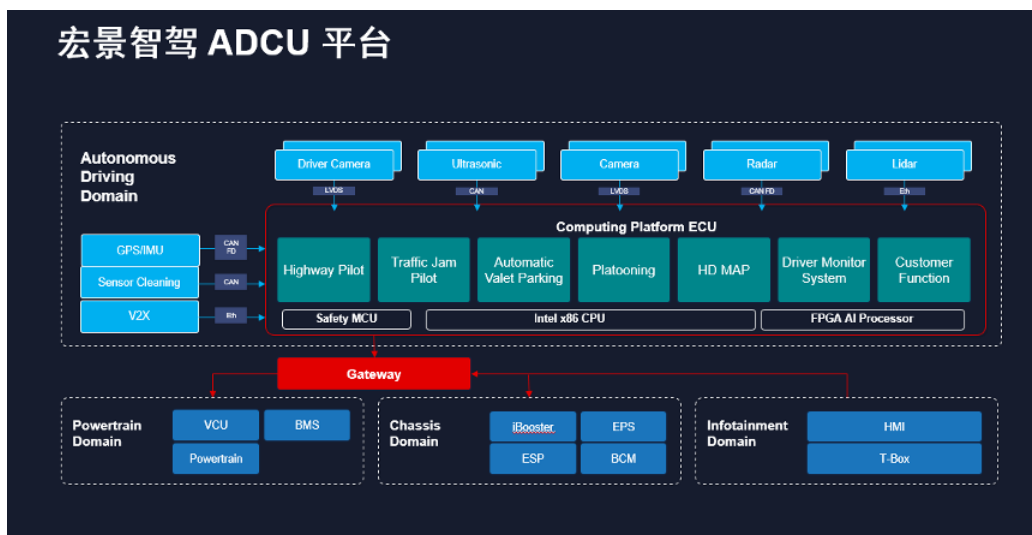 宏景智驾 ADCU 平台
Autonomous
Driving
Domain
Driver Camera
Ultrasonic
Camera
Radar
Lidar
LVDS
CAN
LVDS
CAN FD
Eth
Computing Platform ECU
GPS/IMU
CAN
FD
Sensor Cleaning
CAN
V2X
Eth
Highway Pilot
Traffic Jam
Pilot
Automatic
Valet Parking
Platooning
HD MAP
Driver Monitor
System
Customer
Function
Safety MCU
Intel x86 CPU
FPGA AI Processor
Gateway
Powertrain
Domain
VCU
BMS
Powertrain
Chassis
Domain
iBooster
EPS
ESP
BCM
Infotainment
Domain
HMI
T-Box